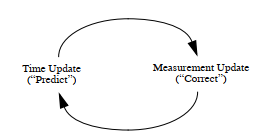 Time Update
(“Predict”)
Measurement Update
(“Correct”)